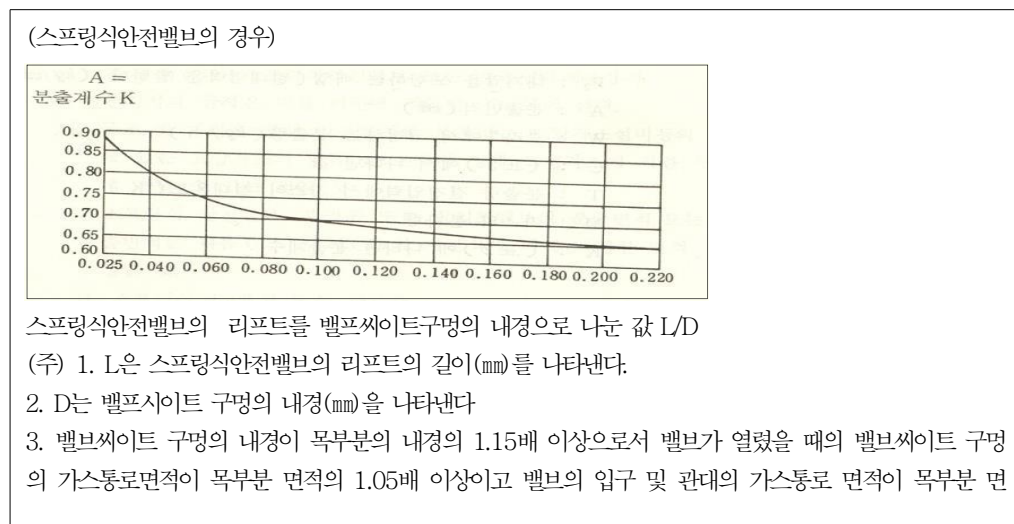 (스프링식안전밸브의 경우)
A =
분출계수 K
0.90
0.85
0.80
0.75
0.70
0.65
0.60
0.025 0.040 0.060 0.080 0.100 0.120 0.140 0.160 0.180 0.200 0.220
스프링식안전밸브의 리프트를 밸프씨이트구멍의 내경으로 나눈 값 L/D
(주) 1. L은 스프링식안전밸브의 리프트의 길이(㎜)를 나타낸다.
2. D는 밸프시이트 구멍의 내경(㎜)을 나타낸다
3. 밸브씨이트 구멍의 내경이 목부분의 내경의 1.15배 이상으로서 밸브가 열렸을 때의 밸브씨이트 구멍
의 가스통로면적이 목부분 면적의 1.05배 이상이고 밸브의 입구 및 관대의 가스통로 면적이 목부분 면